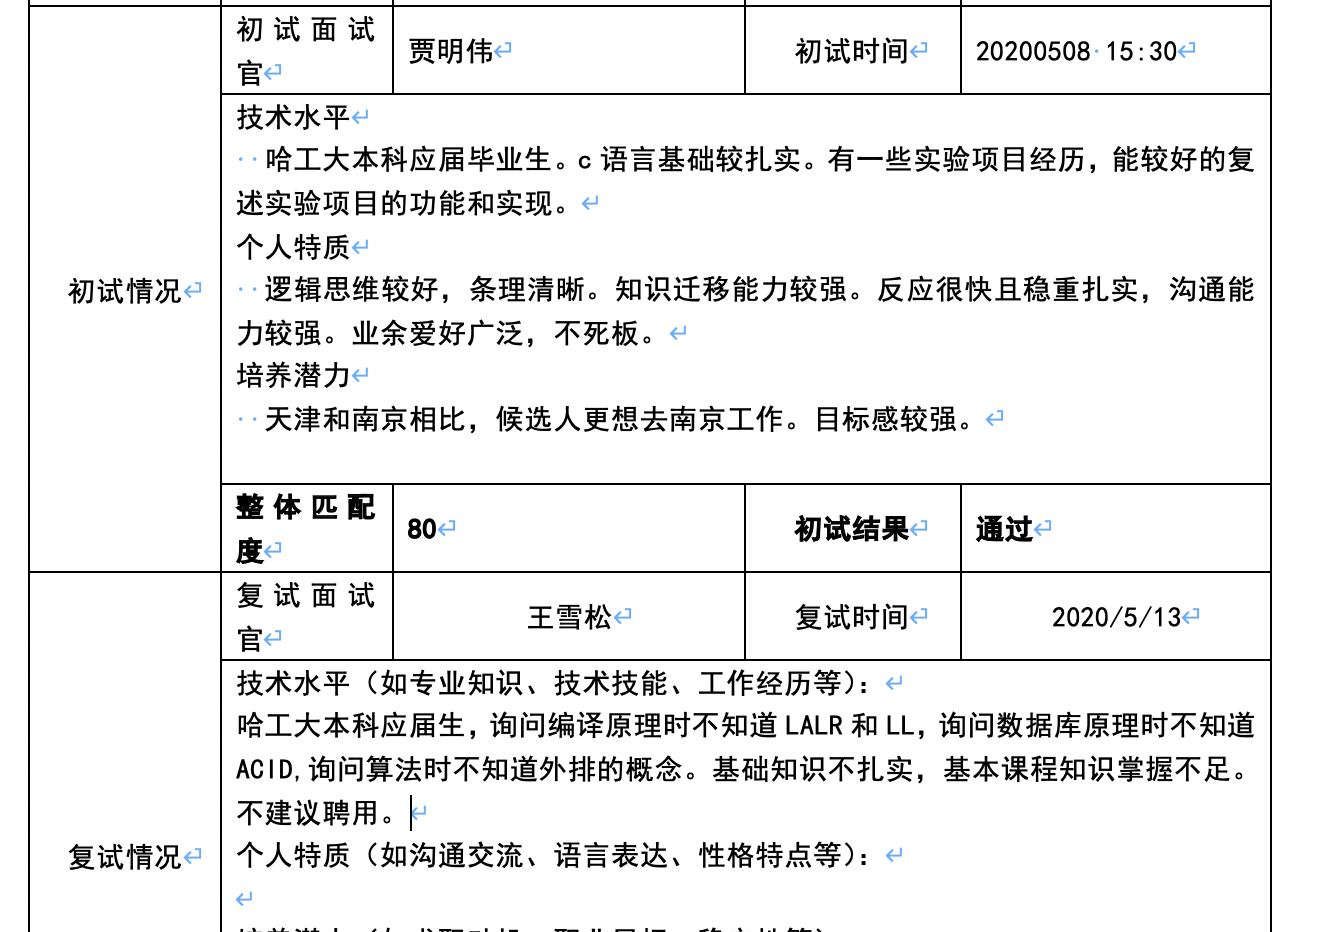 初试面试
官
贾明伟
初试时间
20200508 15:30
初试情况
技术水平
哈工大本科应届毕业生。c 语言基础较扎实。有一些实验项目经历，能较好的复
述实验项目的功能和实现。
个人特质
逻辑思维较好，条理清晰。知识迁移能力较强。反应很快且稳重扎实，沟通能
力较强。业余爱好广泛，不死板。
培养潜力
天津和南京相比，候选人更想去南京工作。目标感较强。
整体匹配
度
80
初试结果
通过
复试面试
官
王雪松
复试时间
2020/5/13
复试情况
技术水平（如专业知识、技术技能、工作经历等）：
哈工大本科应届生，询问编译原理时不知道 LALR 和 LL，询问数据库原理时不知道
ACID,询问算法时不知道外排的概念。基础知识不扎实，基本课程知识掌握不足。
不建议聘用。
个人特质（如沟通交流、语言表达、性格特点等）：